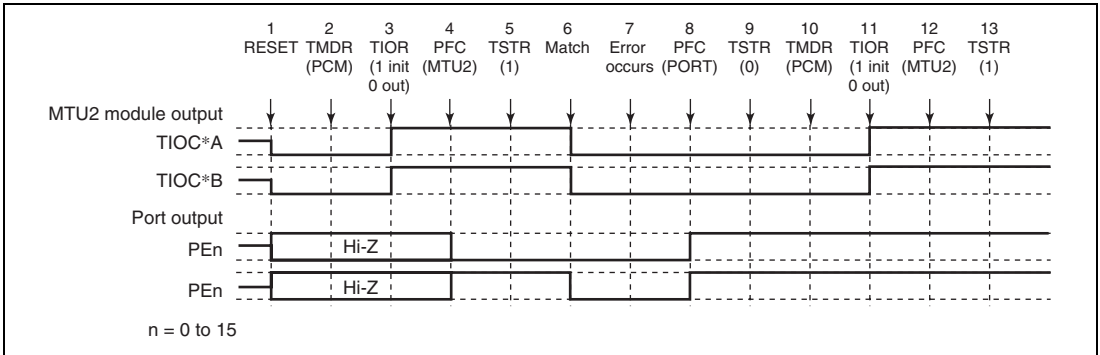 1 2 3 4 5 6 7 8 9 10 11 12 13
RESET TMDR TIOR PFC TSTR Match Error PFC TSTR TMDR TIOR PFC TSTR
(PCM) (1 init (MTU2) (1) occurs (PORT) (0) (PCM) (1 init (MTU2) (1)
0 out) 0 out)
MTU2 module output
TIOC*A
TIOC*B
Port output
PEn Hi-Z
PEn Hi-Z
n = 0 to 15